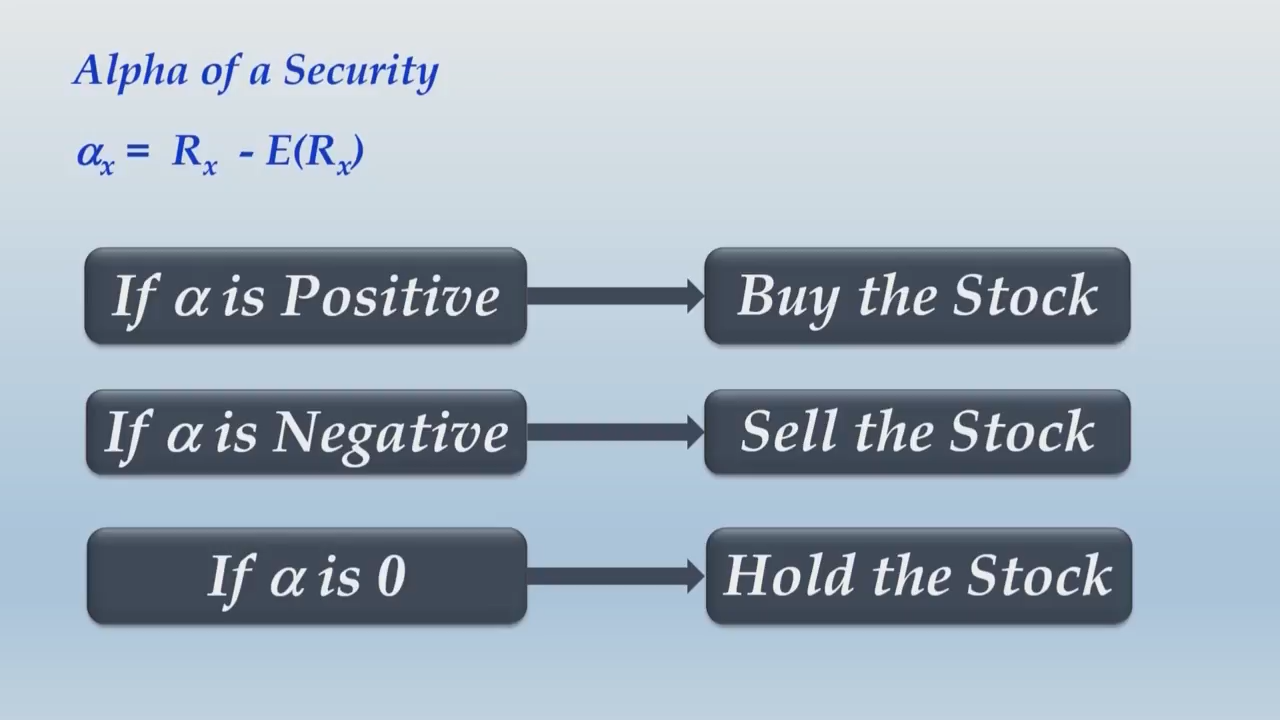 Alpha of a Security
αx = Rx - E(Rx)
If α is Positive
Buy the Stock
If α is Negative
Sell the Stock
If α is 0
Hold the Stock